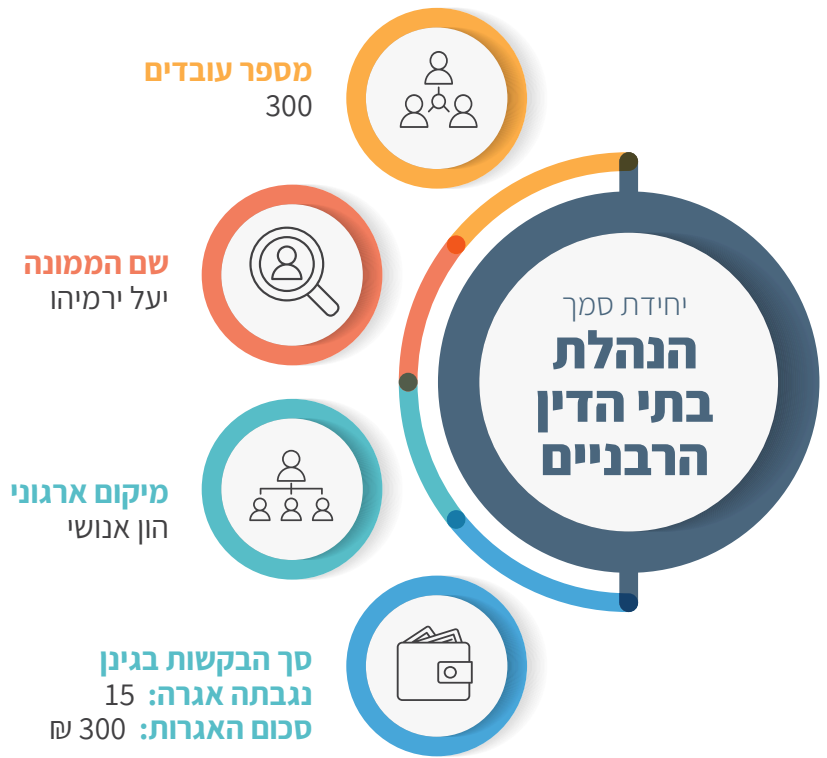 יחידת סמך
הנהלת
בתי הדין
הרבניים
מספר עובדים
300
שם הממונה
יעל ירמיהו
מיקום ארגוני
הון אנושי
סך הבקשות בגינן
נגבתה אגרה: 15
סכום האגרות: 300 ₪